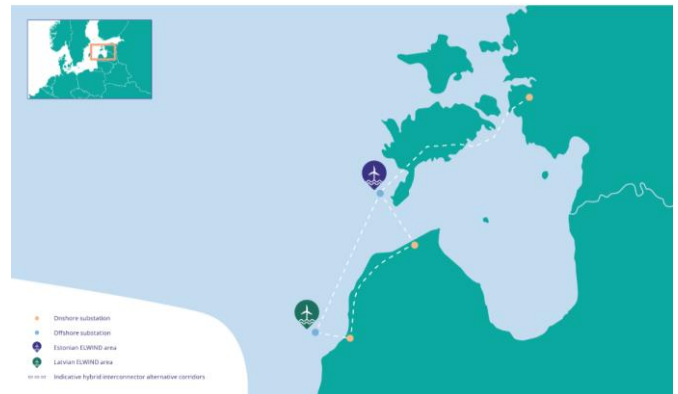 Onshore substation
Offshore substation
Estonian ELWIND area
Latvian ELWIND area
Indicative hybrid interconnector alternative corridors